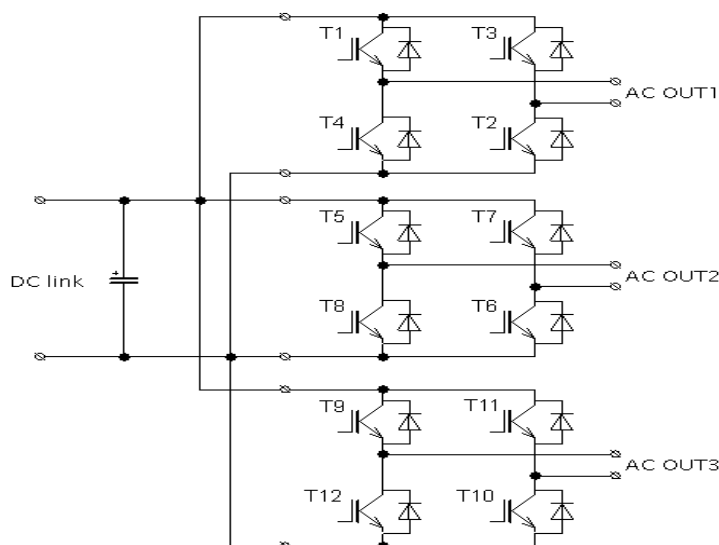 T1
T3
AC OUT1
T4
T2
T5
T7
DC link
+
AC OUT2
T8
T6
T9
T11
AC OUT3
T12
T10